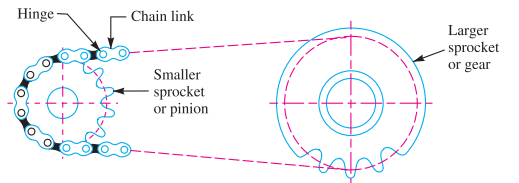 Hinge
Chain link
Larger
sprocket
or gear
Smaller
sprocket
or pinion